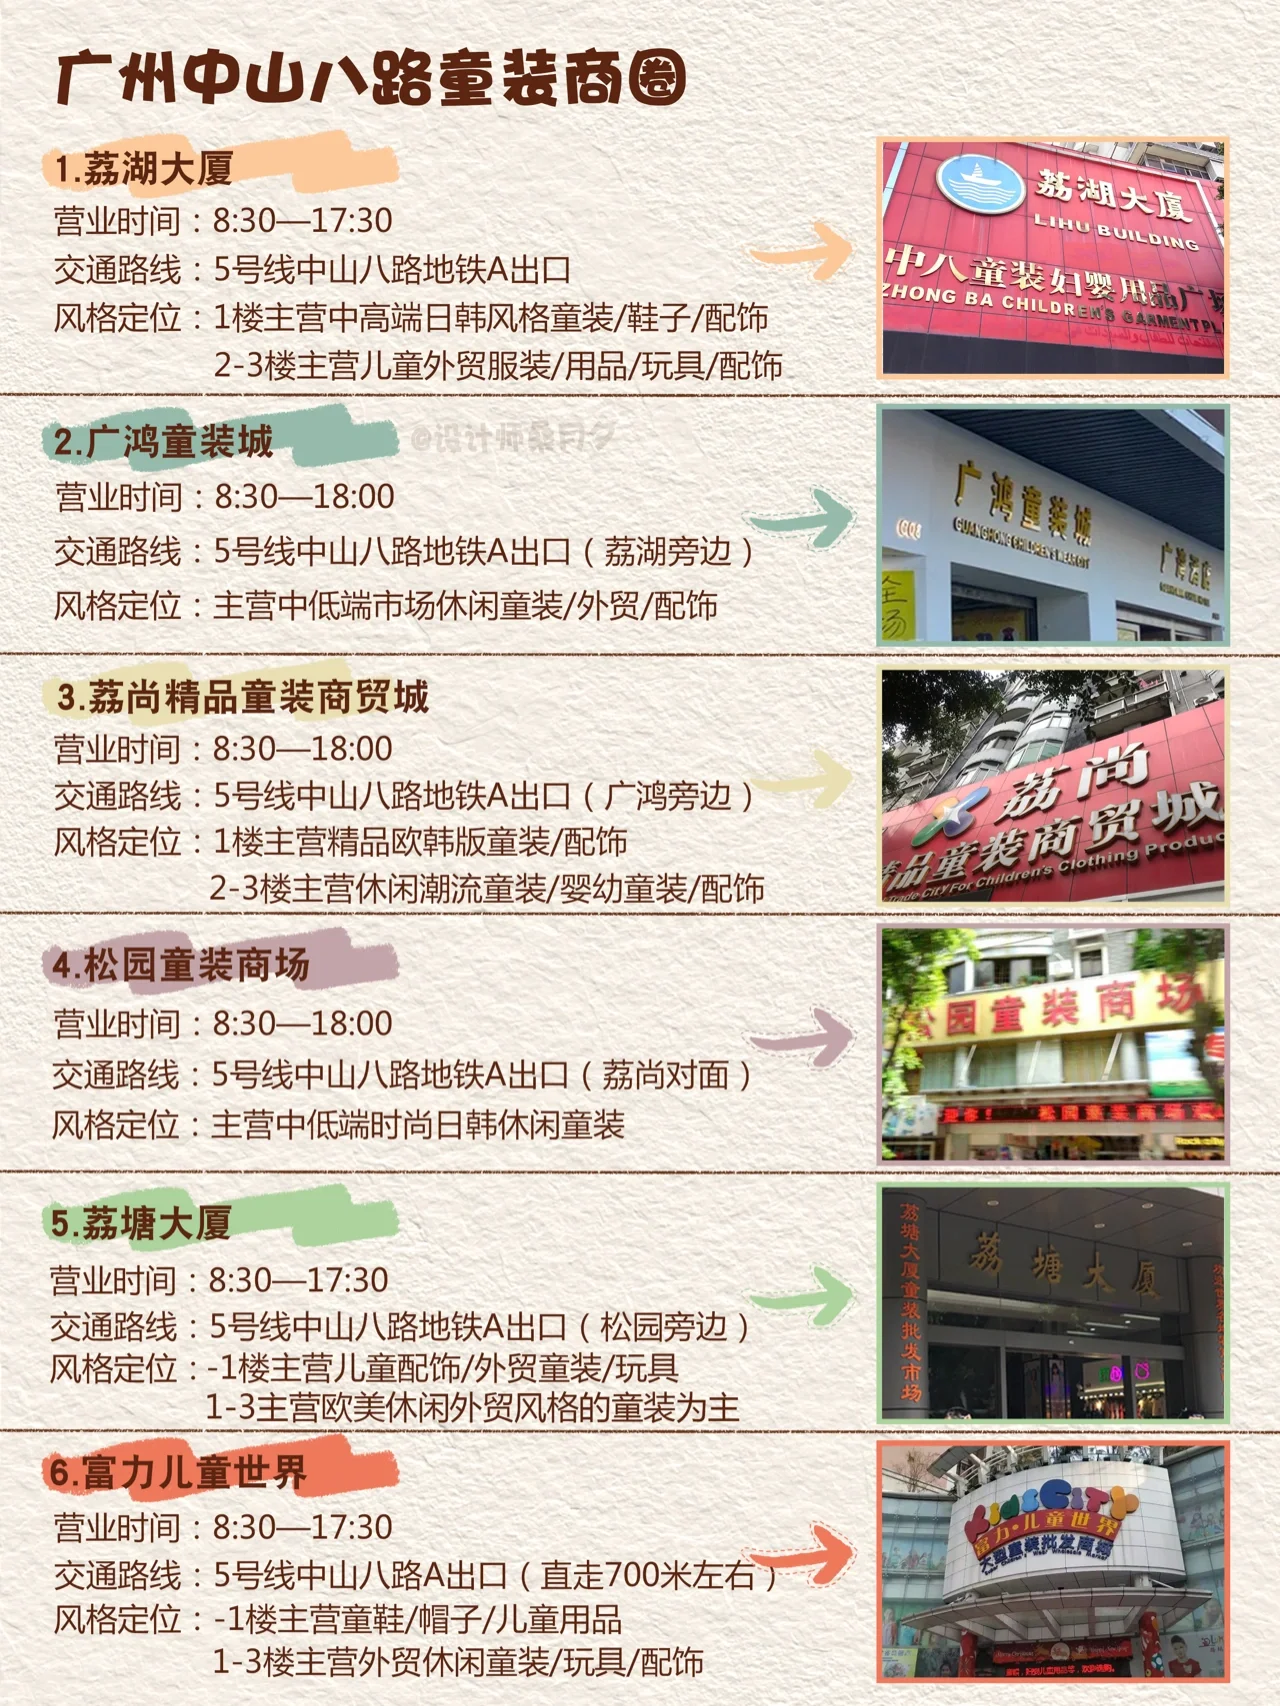 广州中山八路童装商圈
1.荔湖大厦
营业时间：8:30—17:30
交通路线：5号线中山八路地铁A出口
风格定位：1楼主营中高端日韩风格童装/鞋子/配饰
2-3楼主营儿童外贸服装/用品/玩具/配饰
荔湖大厦
LIHU BUILDING
中八童装妇婴用品广场
ZHONG BA CHILDREN'S GARMENT PL
2.广鸿童装城
@设计师桑月夕
营业时间：8:30—18:00
交通路线：5号线中山八路地铁A出口（荔湖旁边）
风格定位：主营中低端市场休闲童装/外贸/配饰
广鸿童装城
GUANGHONG CHILDREN'S WEAR CITY
全
场
3.荔尚精品童装商贸城
营业时间：8:30—18:00
交通路线：5号线中山八路地铁A出口（广鸿旁边）
风格定位：1楼主营精品欧韩版童装/配饰
2-3楼主营休闲潮流童装/婴幼童装/配饰
荔尚
精品童装商贸城
Trade City For Children's Clothing Produc
4.松园童装商场
营业时间：8:30—18:00
交通路线：5号线中山八路地铁A出口（荔尚对面）
风格定位：主营中低端时尚日韩休闲童装
松园童装商场
松园童装商场
5.荔塘大厦
营业时间：8:30—17:30
交通路线：5号线中山八路地铁A出口（松园旁边）
风格定位：-1楼主营儿童配饰/外贸童装/玩具
1-3主营欧美休闲外贸风格的童装为主
荔塘大厦
荔塘大厦童装批发市场
6.富力儿童世界
营业时间：8:30—17:30
交通路线：5号线中山八路A出口（直走700米左右）
风格定位：-1楼主营童鞋/帽子/儿童用品
1-3楼主营外贸休闲童装/玩具/配饰
KidsCity
富力·儿童世界
大型童装批发商场